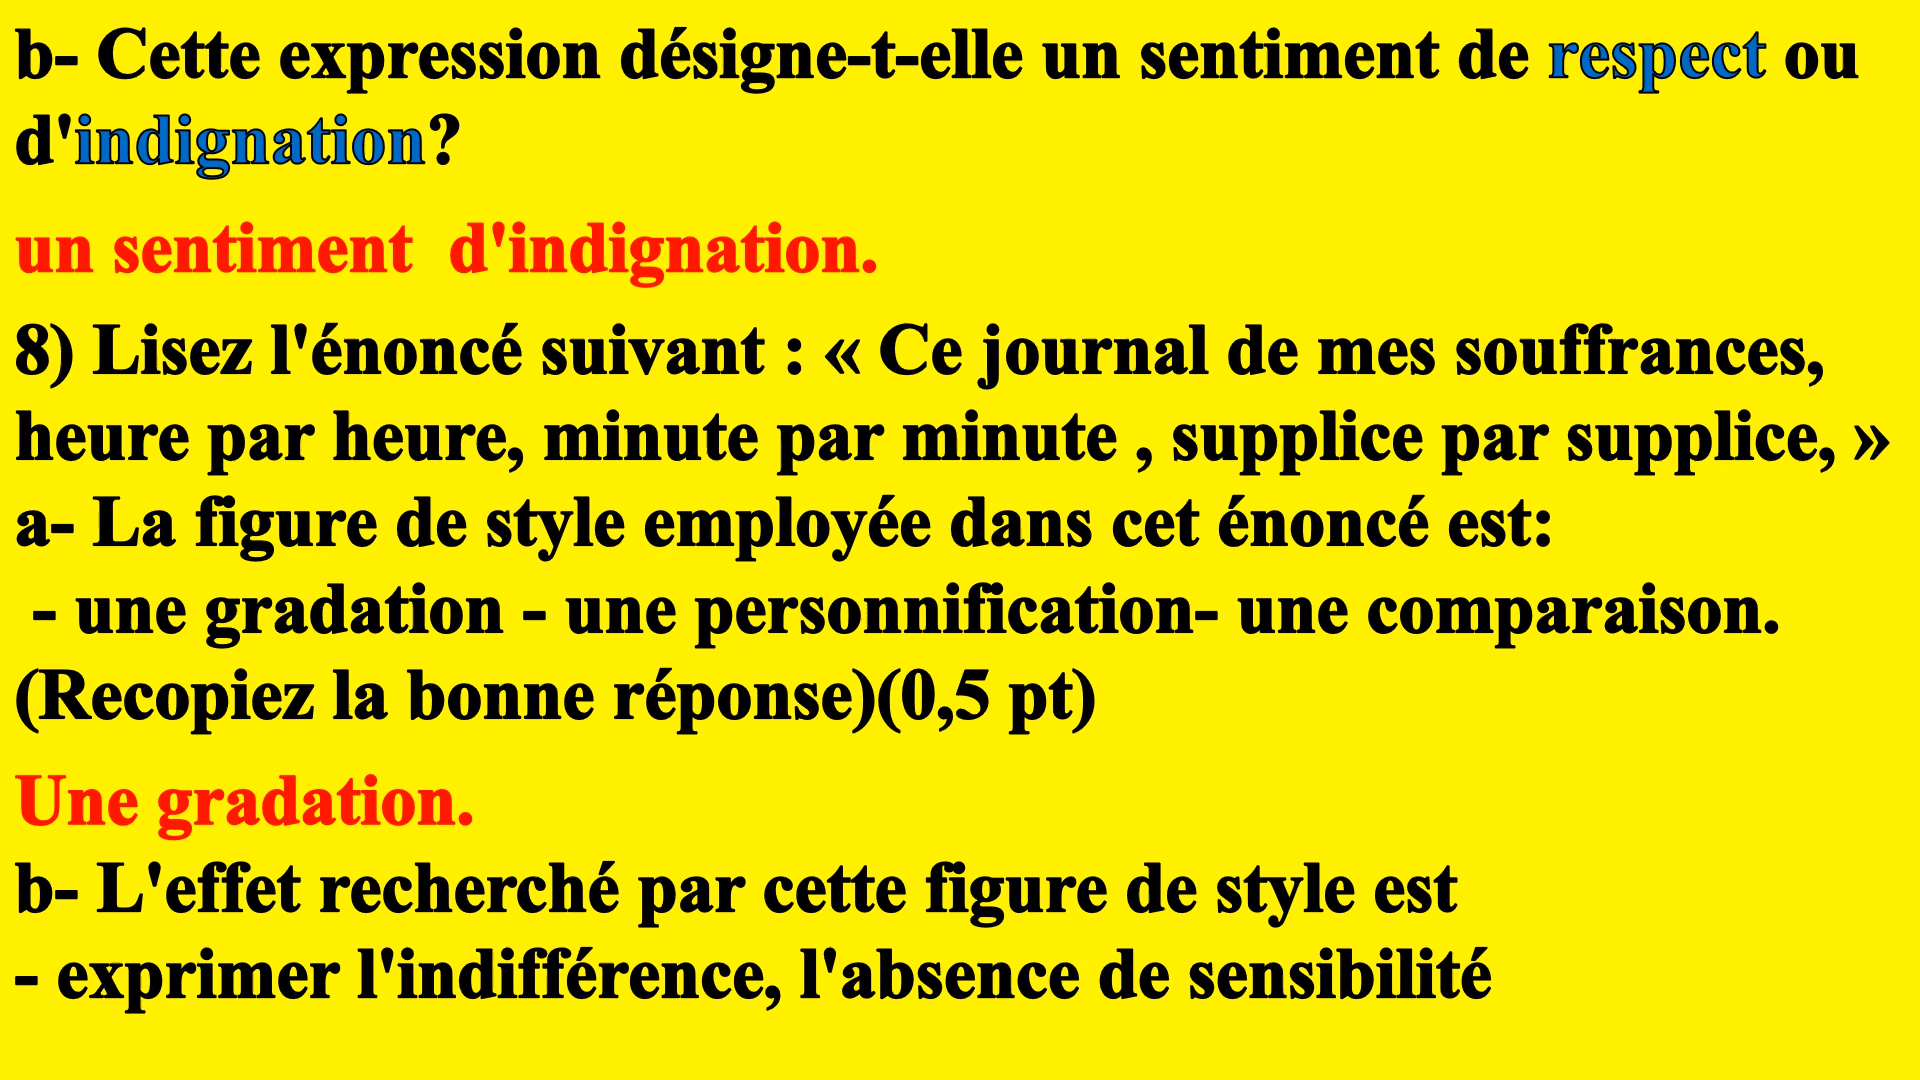 b- Cette expression désigne-t-elle un sentiment de respect ou
d'indignation?
un sentiment  d'indignation.
8) Lisez l'énoncé suivant : « Ce journal de mes souffrances,
heure par heure, minute par minute , supplice par supplice, »
a- La figure de style employée dans cet énoncé est:
- une gradation - une personnification- une comparaison.
(Recopiez la bonne réponse)(0,5 pt)
Une gradation.
b- L'effet recherché par cette figure de style est
- exprimer l'indifférence, l'absence de sensibilité